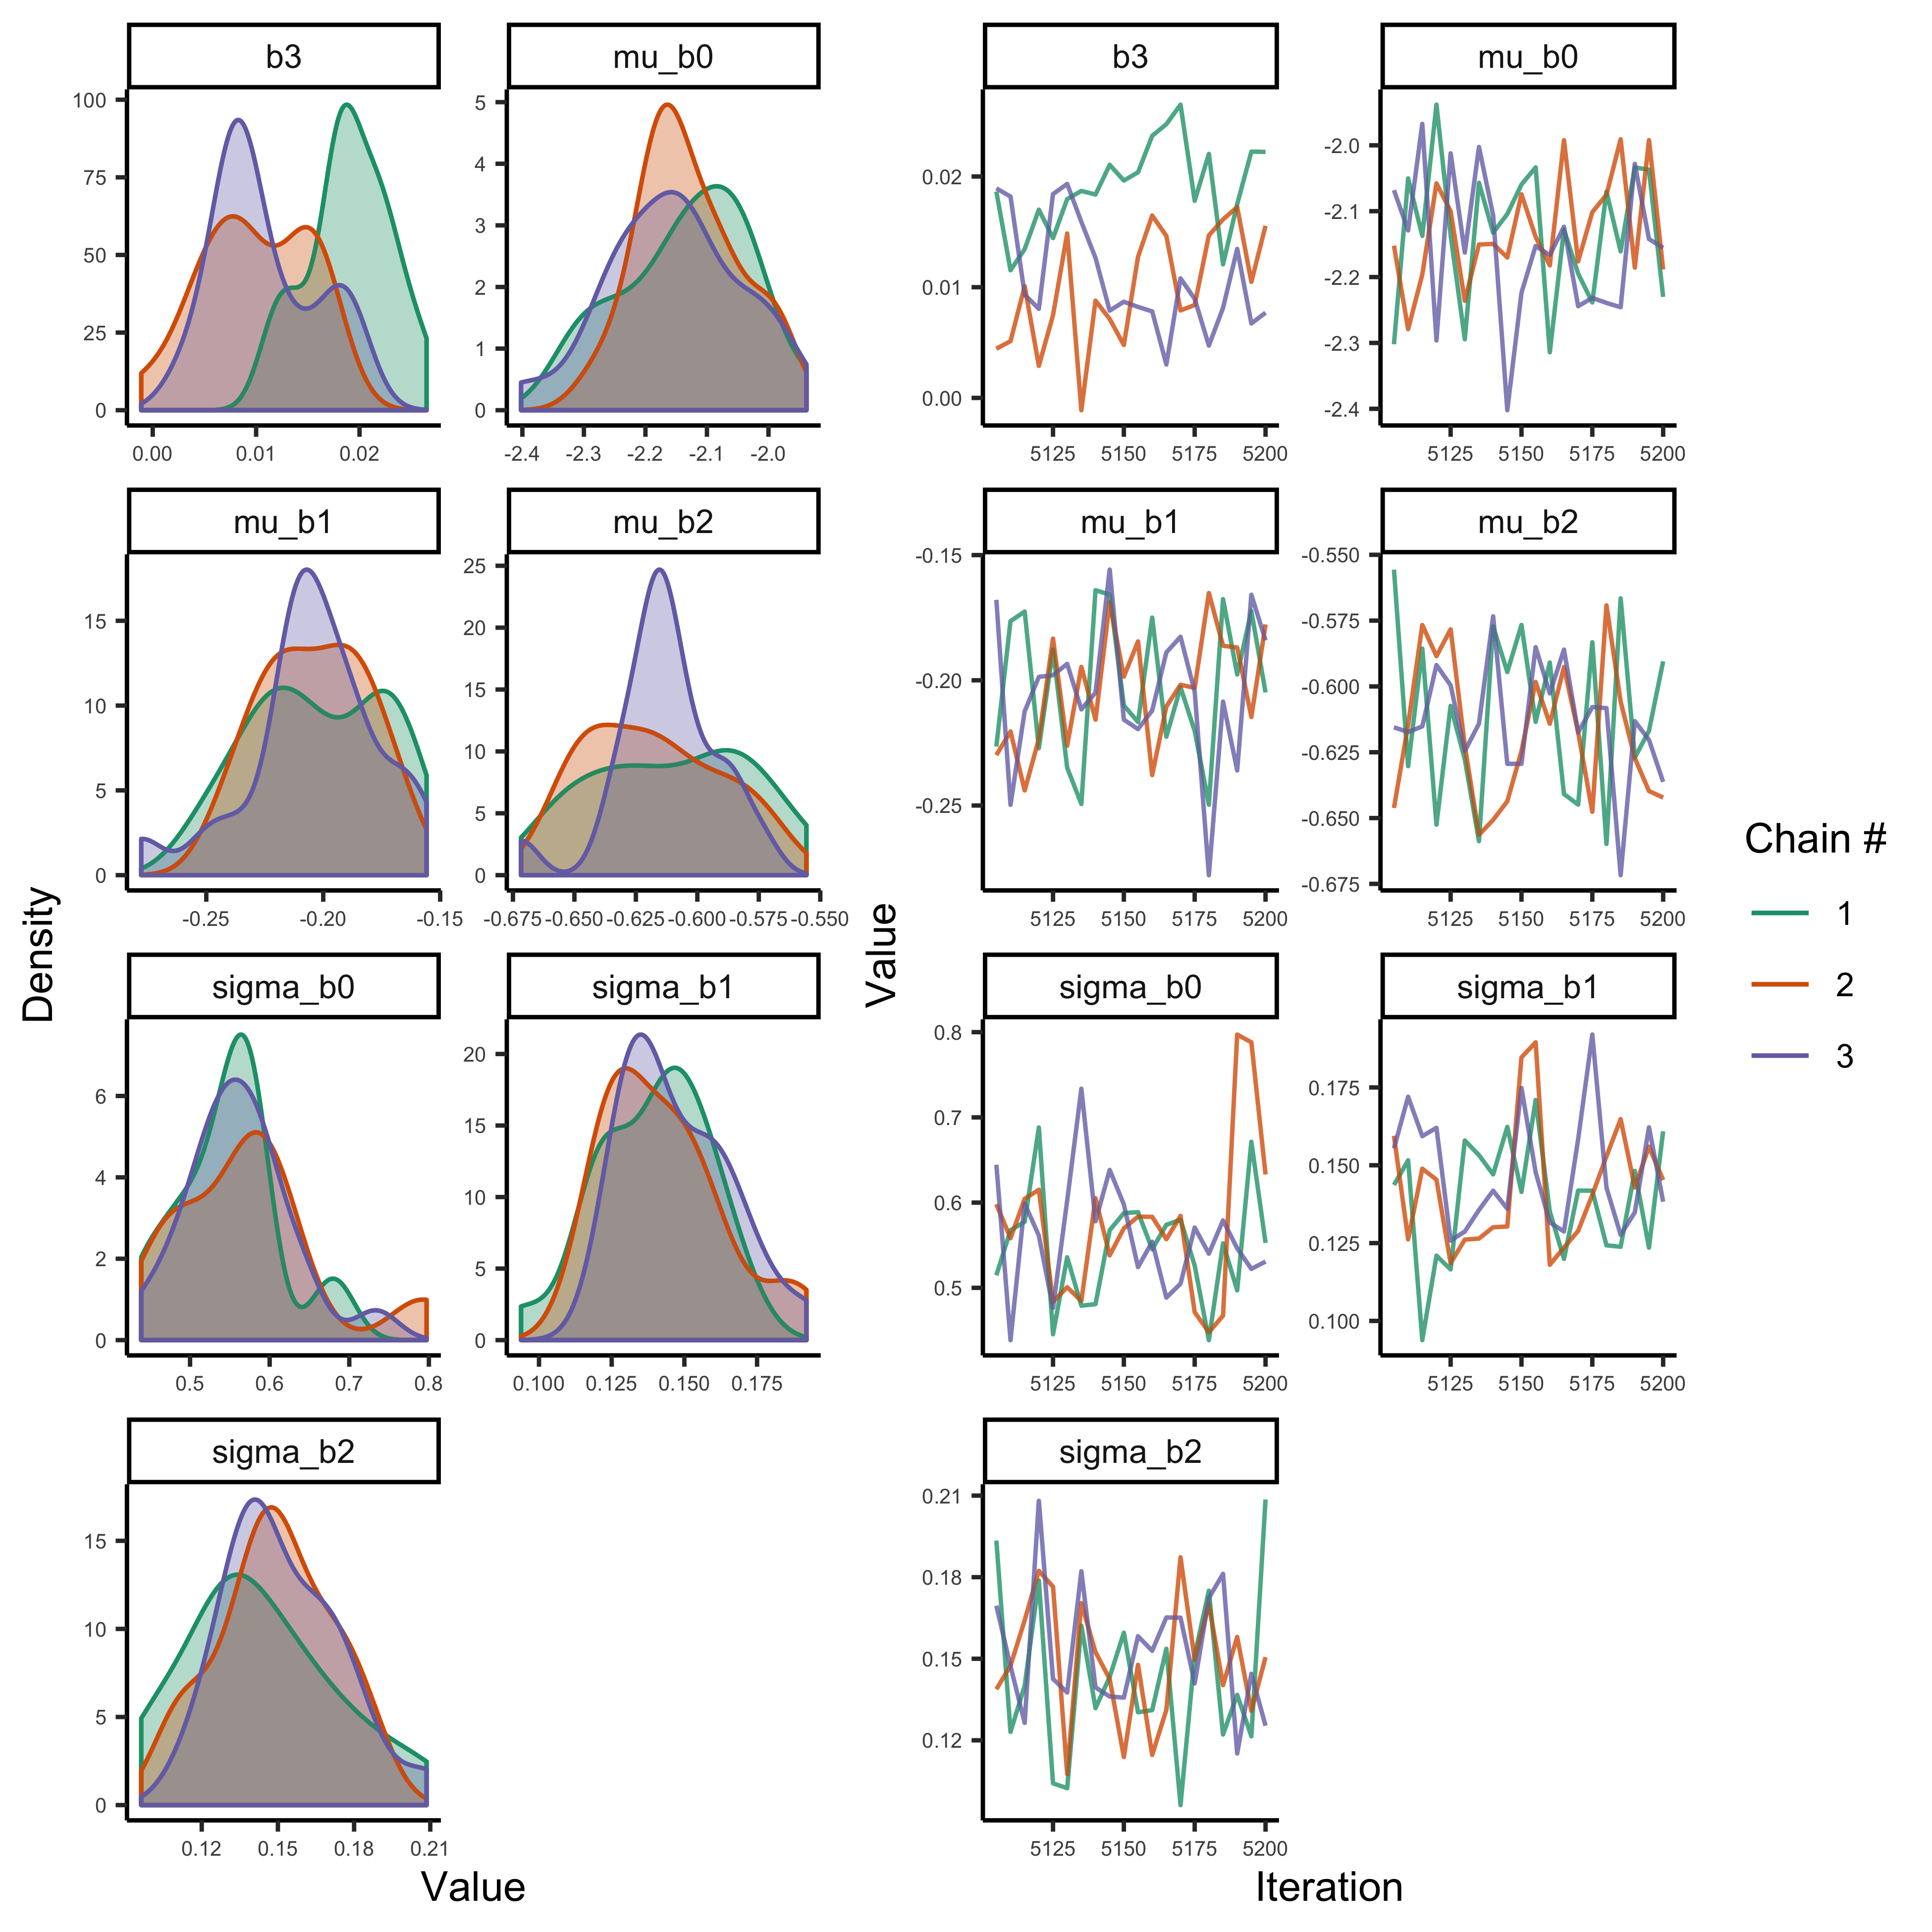 b3 mu_b0 b3 mu_b0
100 75 50 25 0
5 4 3 2 1 0
0.02 0.01 0.00
-2.0 -2.1 -2.2 -2.3 -2.4
0.00 0.01 0.02
-2.4 -2.3 -2.2 -2.1 -2.0
5125 5150 5175 5200
5125 5150 5175 5200
mu_b1 mu_b2 mu_b1 mu_b2
15 10 5 0
25 20 15 10 5 0
-0.15 -0.20 -0.25
-0.550 -0.575 -0.600 -0.625 -0.650 -0.675
-0.25 -0.20 -0.15
-0.675 -0.650 -0.625 -0.600 -0.575 -0.550
5125 5150 5175 5200
5125 5150 5175 5200
sigma_b0 sigma_b1 sigma_b0 sigma_b1
6 4 2 0
20 15 10 5 0
0.8 0.7 0.6 0.5
0.175 0.150 0.125 0.100
0.5 0.6 0.7 0.8
0.100 0.125 0.150 0.175
5125 5150 5175 5200
5125 5150 5175 5200
sigma_b2 sigma_b2
15 10 5 0
0.21 0.18 0.15 0.12
0.12 0.15 0.18 0.21
5125 5150 5175 5200
Density
Value
Value
Iteration
Chain #
1
2
3